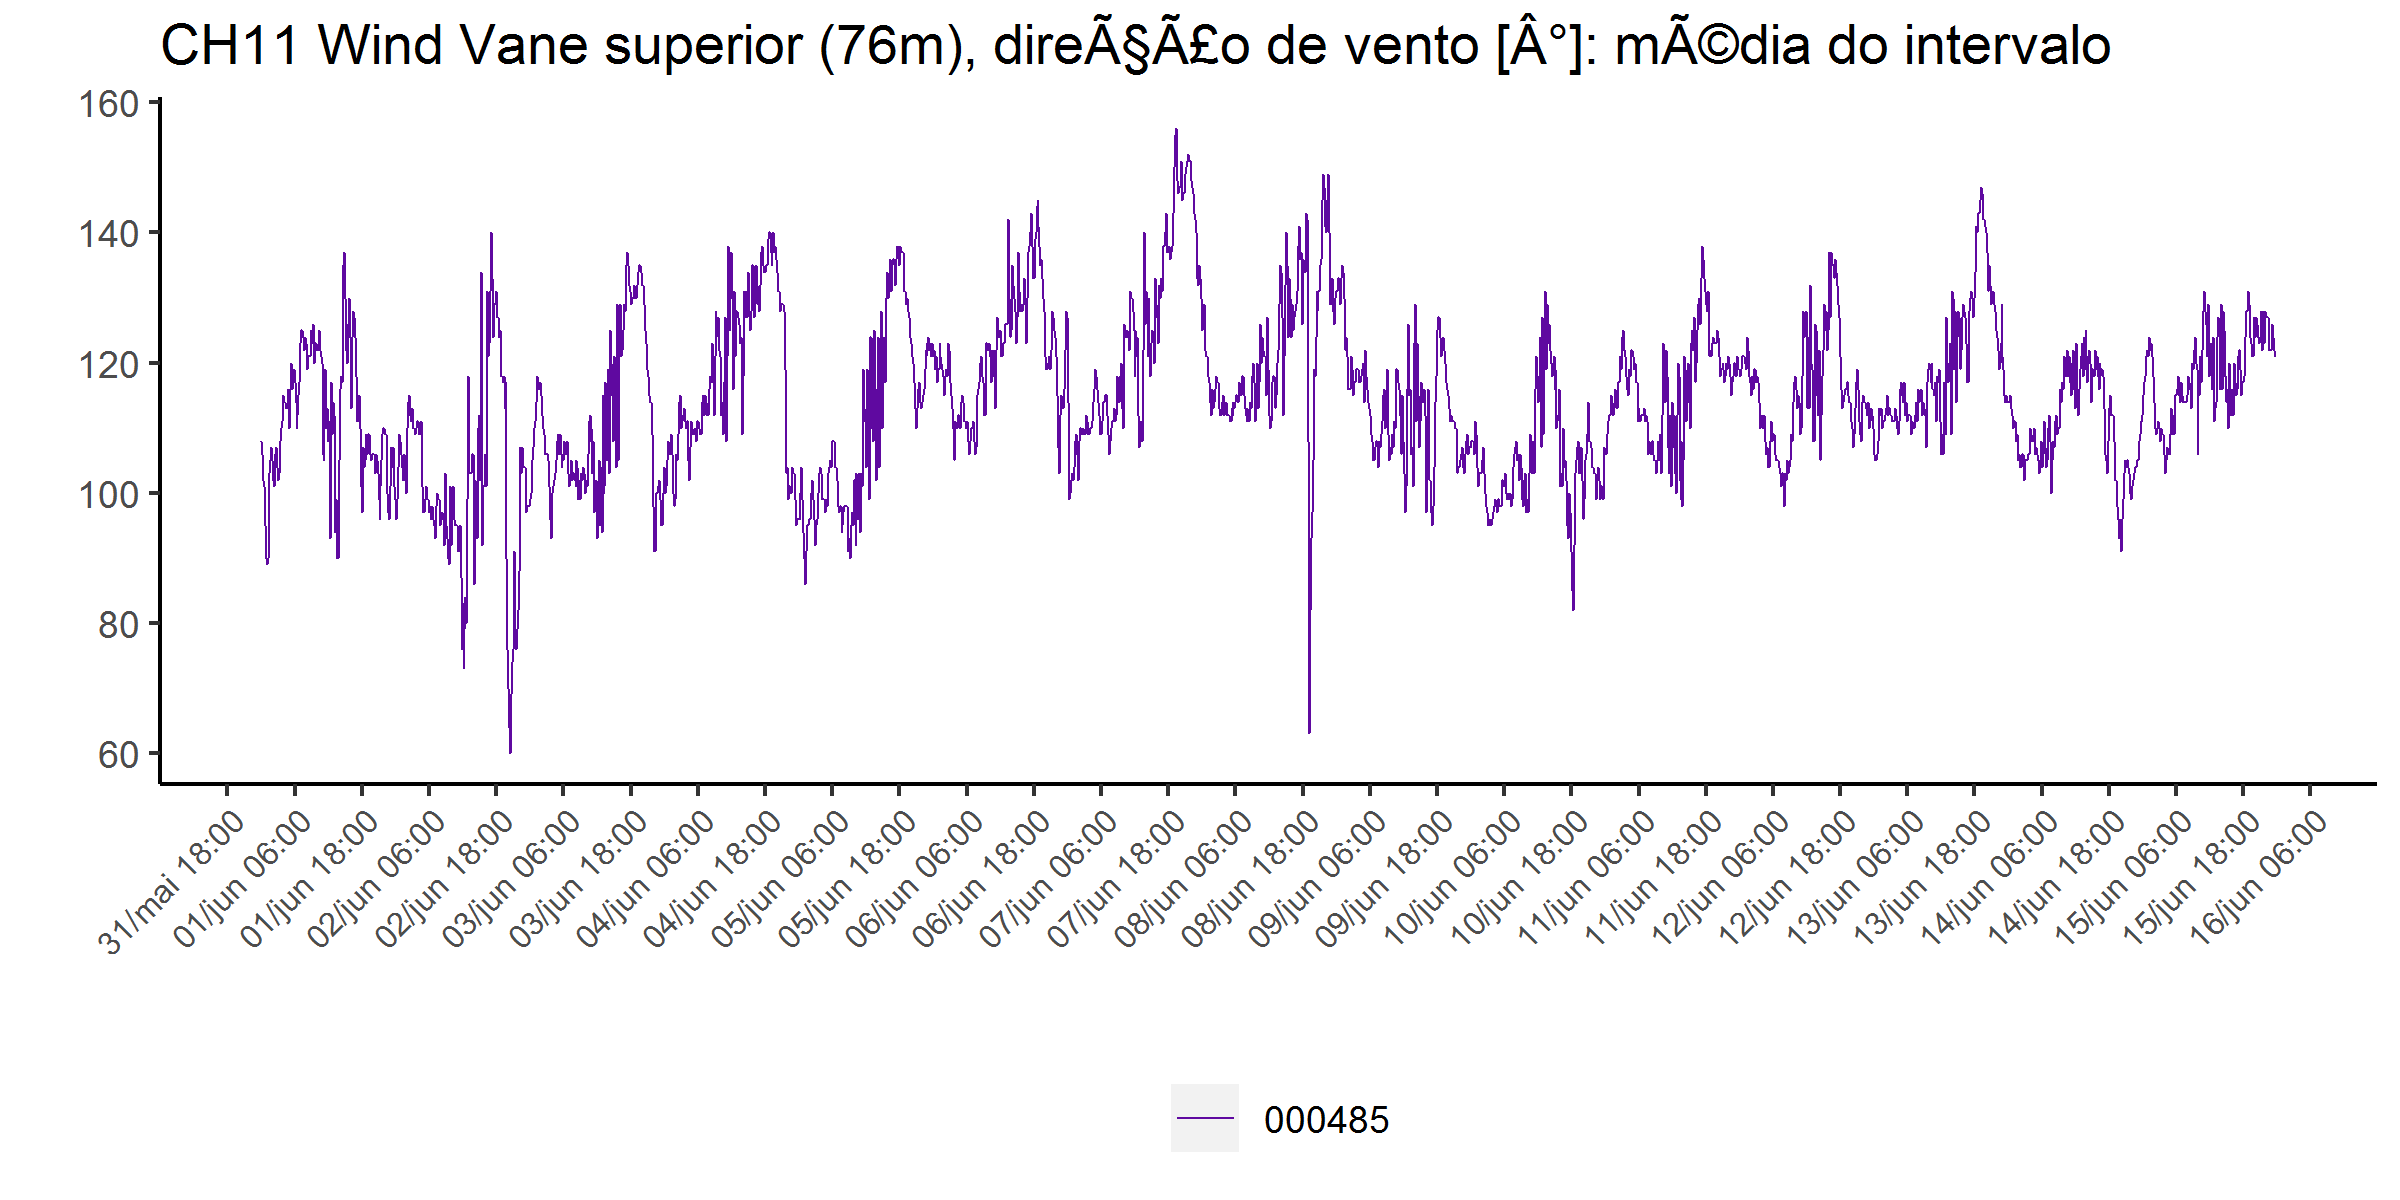 CH11 Wind Vane superior (76m), direÃ§Ã£o de vento [Â°]: mÃ©dia do intervalo
160
140
120
100
80
60
31/mai 18:00
01/jun 06:00
01/jun 18:00
02/jun 06:00
02/jun 18:00
03/jun 06:00
03/jun 18:00
04/jun 06:00
04/jun 18:00
05/jun 06:00
05/jun 18:00
06/jun 06:00
06/jun 18:00
07/jun 06:00
07/jun 18:00
08/jun 06:00
08/jun 18:00
09/jun 06:00
09/jun 18:00
10/jun 06:00
10/jun 18:00
11/jun 06:00
11/jun 18:00
12/jun 06:00
12/jun 18:00
13/jun 06:00
13/jun 18:00
14/jun 06:00
14/jun 18:00
15/jun 06:00
15/jun 18:00
16/jun 06:00
000485